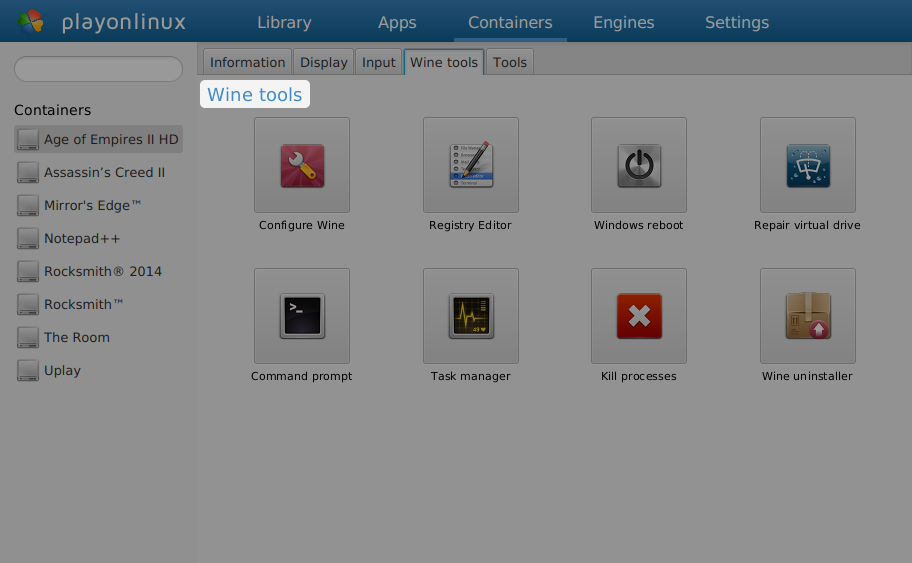 playonlinux
Library
Apps
Containers
Engines
Settings
Information
Display
Input
Wine tools
Tools
Containers
Age of Empires II HD
Assassin's Creed II
Mirror's Edge™
Notepad++
Rocksmith® 2014
Rocksmith™
The Room
Uplay
Wine tools
Configure Wine
Registry Editor
Windows reboot
Repair virtual drive
>_
49
Command prompt
Task manager
Kill processes
Wine uninstaller